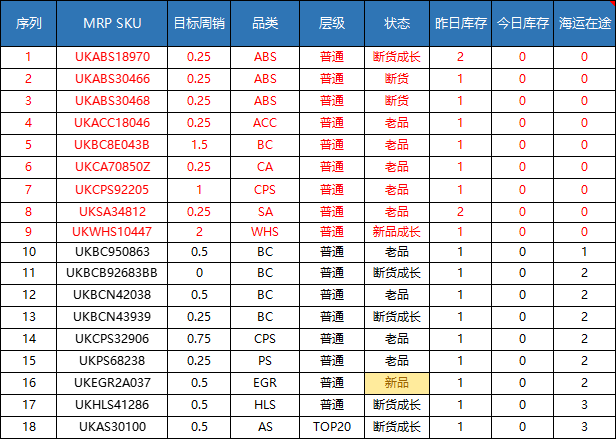 序列 MRP SKU 目标周销 品类 层级 状态 昨日库存 今日库存 海运在途
1 UKABS18970 0.25 ABS 普通 断货成长 2 0 0
2 UKABS30466 0.25 ABS 普通 断货 1 0 0
3 UKABS30468 0.25 ABS 普通 断货 1 0 0
4 UKACC18046 0.25 ACC 普通 老品 1 0 0
5 UKBC8E043B 1.5 BC 普通 老品 1 0 0
6 UKCA70850Z 0.25 CA 普通 老品 1 0 0
7 UKCPS92205 1 CPS 普通 老品 1 0 0
8 UKSA34812 0.25 SA 普通 老品 2 0 0
9 UKWHS10447 2 WHS 普通 新品成长 1 0 0
10 UKBC950863 0.5 BC 普通 老品 1 0 1
11 UKBCB92683BB 0 BC 普通 断货成长 1 0 2
12 UKBCN42038 0.5 BC 普通 老品 1 0 2
13 UKBCN43939 0.25 BC 普通 断货成长 1 0 2
14 UKCPS32906 0.75 CPS 普通 老品 1 0 2
15 UKPS68238 0.25 PS 普通 老品 1 0 2
16 UKEGR2A037 0.5 EGR 普通 新品 1 0 2
17 UKHLS41286 0.5 HLS 普通 断货成长 1 0 3
18 UKAS30100 0.5 AS TOP20 断货成长 1 0 3